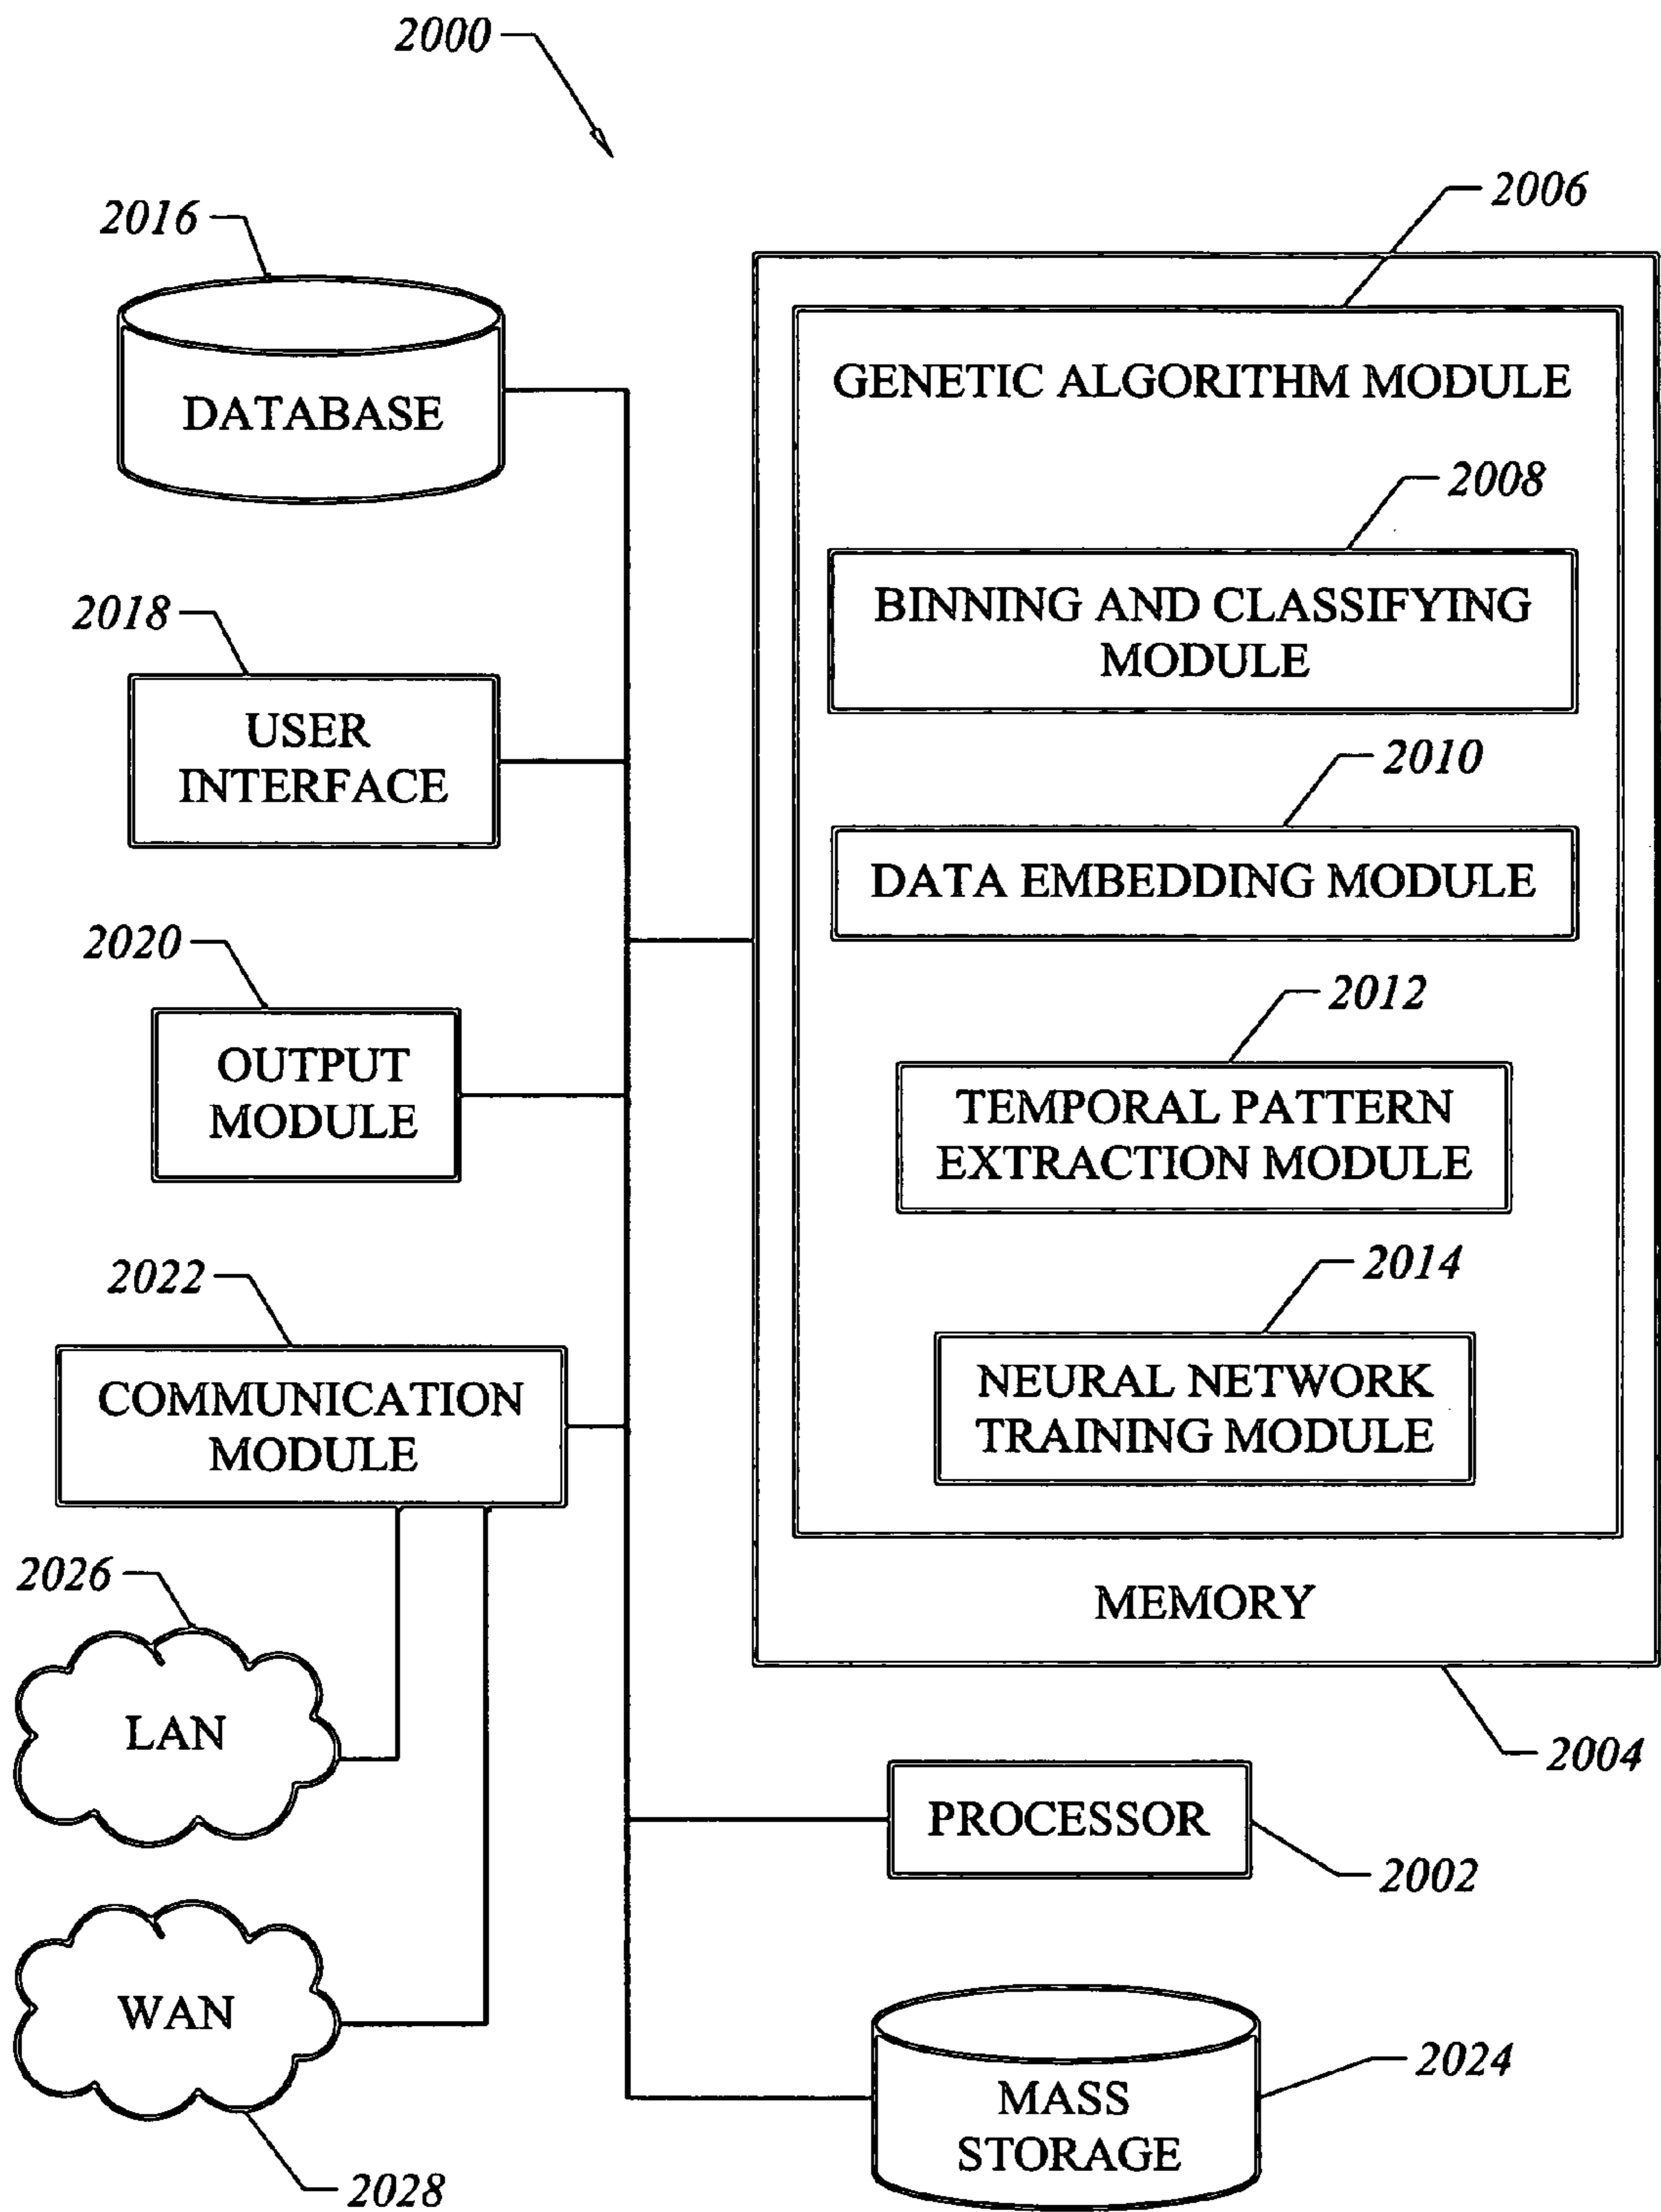 2000
2016
DATABASE
2018
USER
INTERFACE
2020
OUTPUT
MODULE
2022
COMMUNICATION
MODULE
2026
LAN
WAN
2028
2006
GENETIC ALGORITHM MODULE
2008
BINNING AND CLASSIFYING
MODULE
2010
DATA EMBEDDING MODULE
2012
TEMPORAL PATTERN
EXTRACTION MODULE
2014
NEURAL NETWORK
TRAINING MODULE
MEMORY
2004
PROCESSOR
2002
2024
MASS
STORAGE